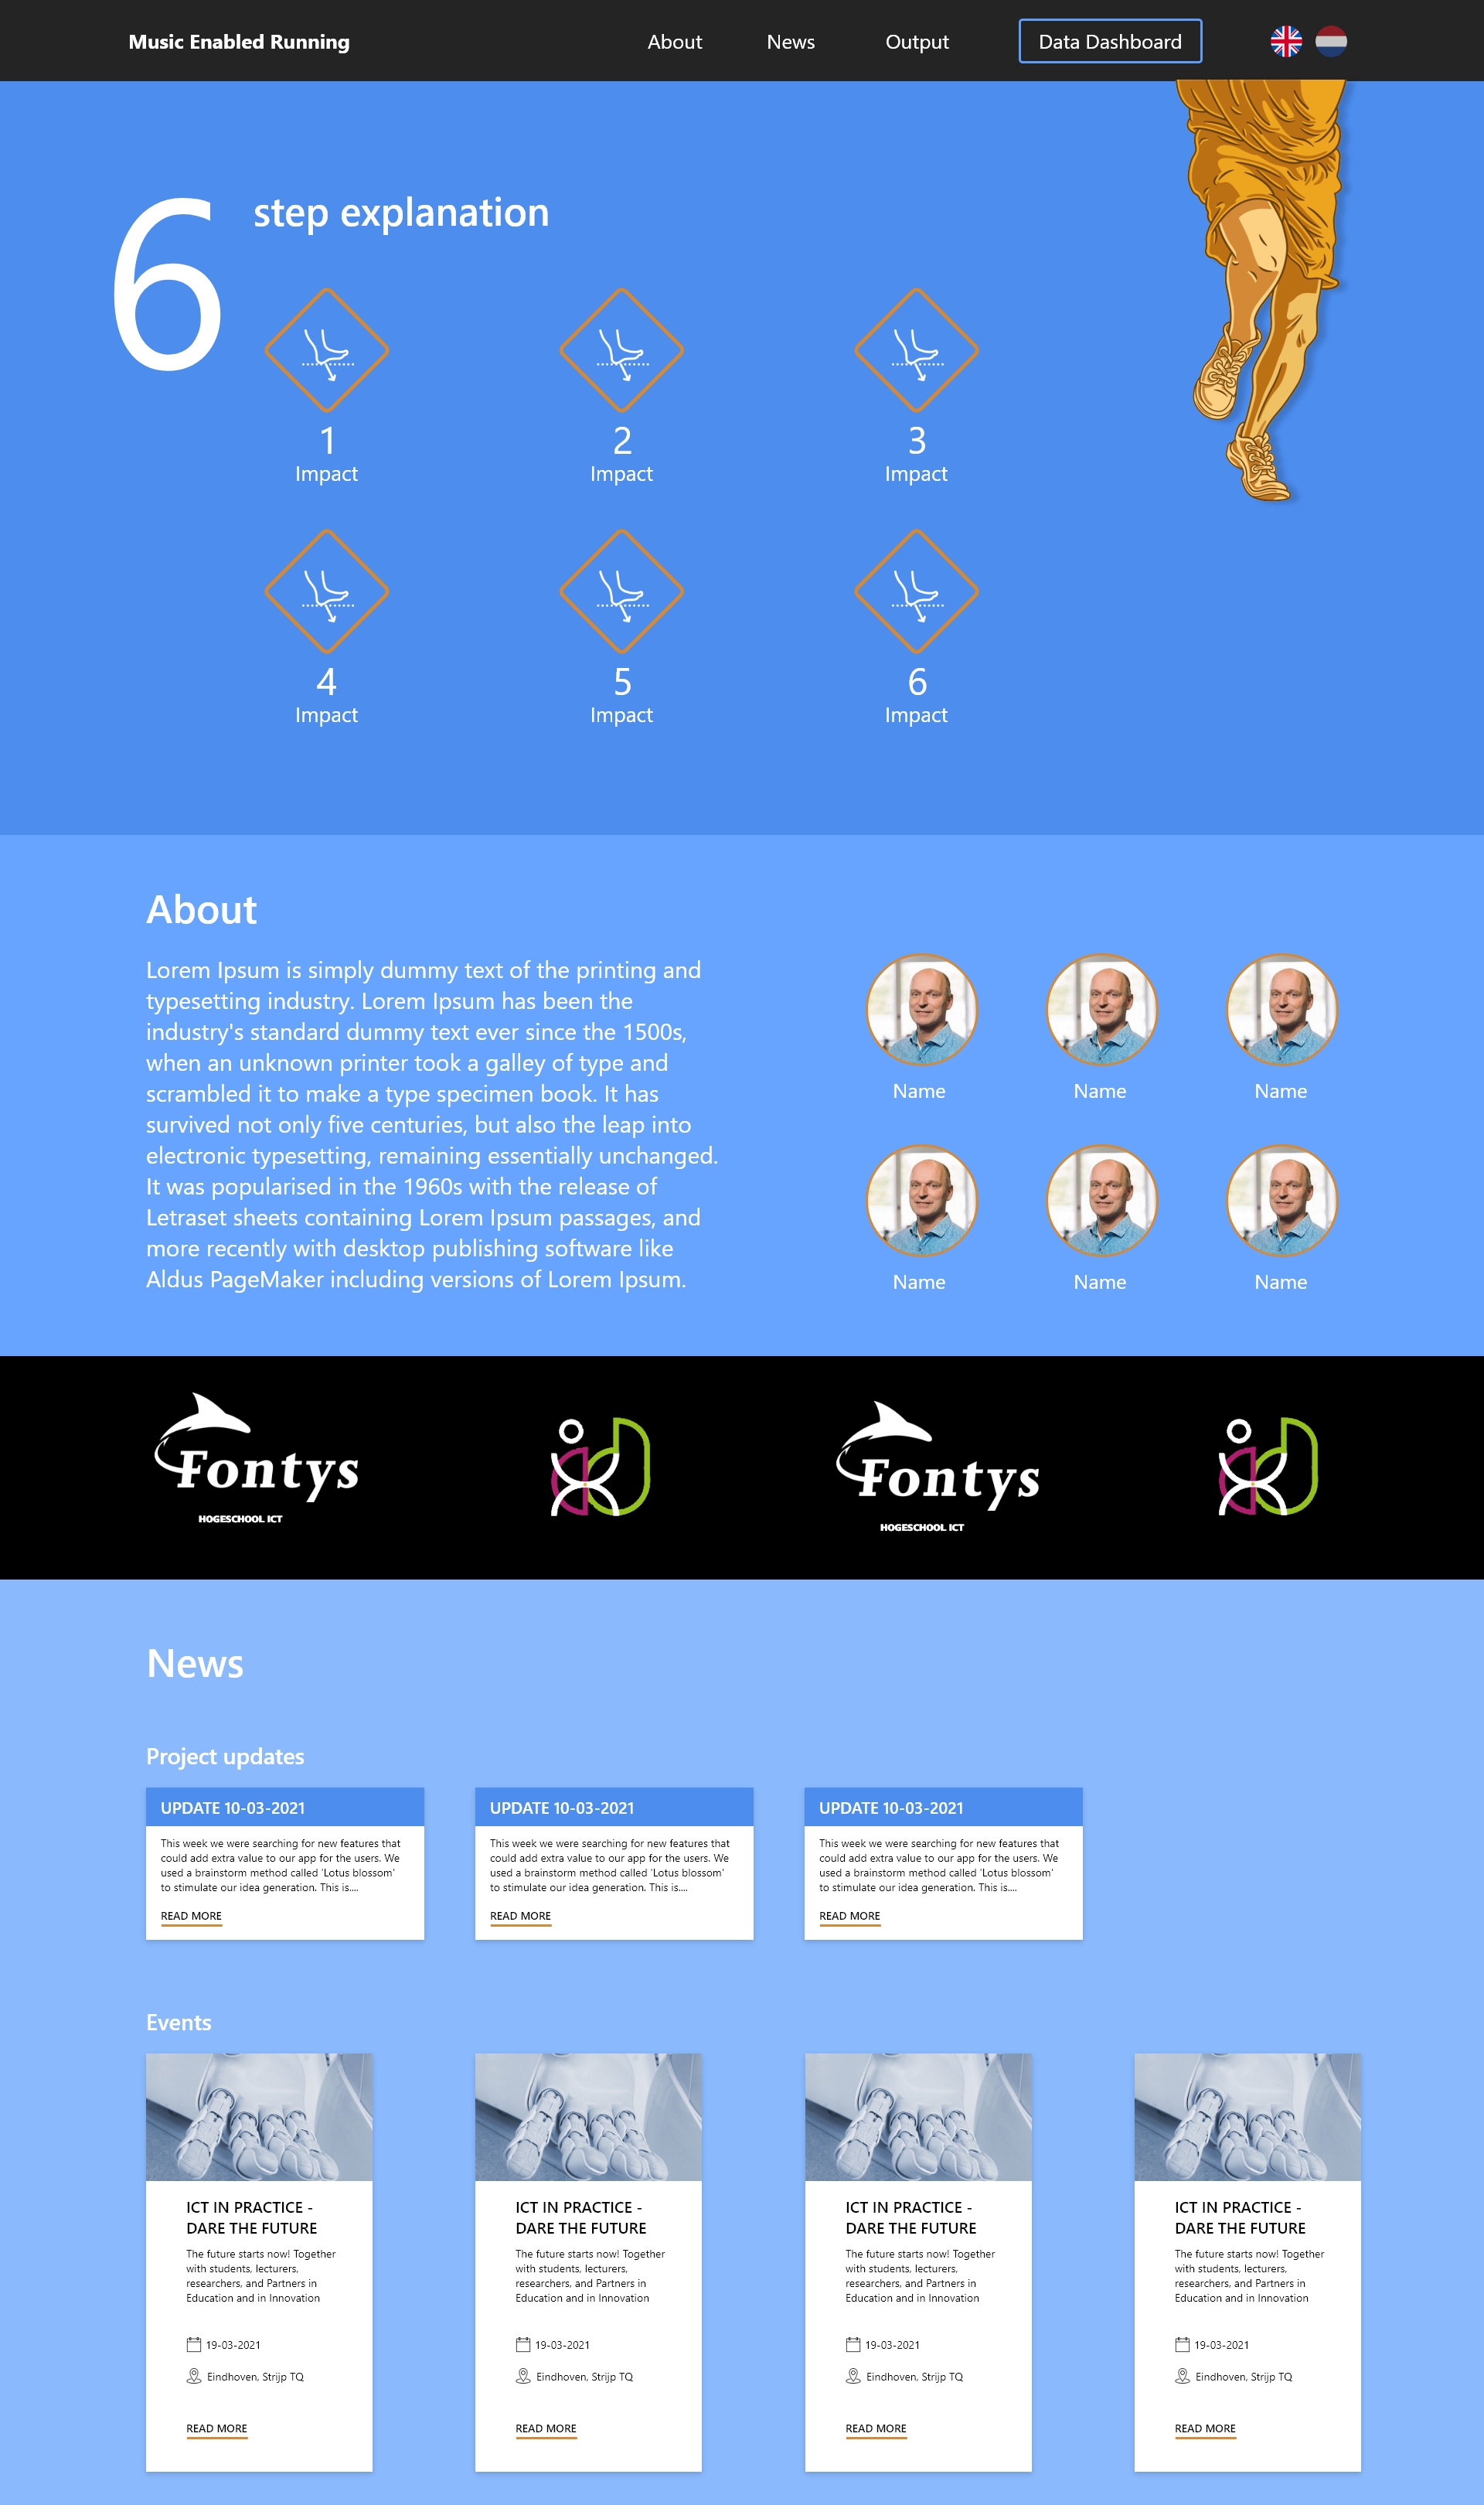 Music Enabled Running
About
News
Output
Data Dashboard
6
step explanation
1
Impact
2
Impact
3
Impact
4
Impact
5
Impact
6
Impact
About
Lorem Ipsum is simply dummy text of the printing and
typesetting industry. Lorem Ipsum has been the
industry's standard dummy text ever since the 1500s,
when an unknown printer took a galley of type and
scrambled it to make a type specimen book. It has
survived not only five centuries, but also the leap into
electronic typesetting, remaining essentially unchanged.
It was popularised in the 1960s with the release of
Letraset sheets containing Lorem Ipsum passages, and
more recently with desktop publishing software like
Aldus PageMaker including versions of Lorem Ipsum.
Name
Name
Name
Name
Name
Name
Fontys
HOGESCHOOL ICT
Fontys
HOGESCHOOL ICT
News
Project updates
UPDATE 10-03-2021
This week we were searching for new features that
could add extra value to our app for the users. We
used a brainstorm method called 'Lotus blossom'
to stimulate our idea generation. This is....
READ MORE
UPDATE 10-03-2021
This week we were searching for new features that
could add extra value to our app for the users. We
used a brainstorm method called 'Lotus blossom'
to stimulate our idea generation. This is....
READ MORE
UPDATE 10-03-2021
This week we were searching for new features that
could add extra value to our app for the users. We
used a brainstorm method called 'Lotus blossom'
to stimulate our idea generation. This is....
READ MORE
Events
ICT IN PRACTICE -
DARE THE FUTURE
The future starts now! Together
with students, lecturers,
researchers, and Partners in
Education and in Innovation
19-03-2021
Eindhoven, Strijp TQ
READ MORE
ICT IN PRACTICE -
DARE THE FUTURE
The future starts now! Together
with students, lecturers,
researchers, and Partners in
Education and in Innovation
19-03-2021
Eindhoven, Strijp TQ
READ MORE
ICT IN PRACTICE -
DARE THE FUTURE
The future starts now! Together
with students, lecturers,
researchers, and Partners in
Education and in Innovation
19-03-2021
Eindhoven, Strijp TQ
READ MORE
ICT IN PRACTICE -
DARE THE FUTURE
The future starts now! Together
with students, lecturers,
researchers, and Partners in
Education and in Innovation
19-03-2021
Eindhoven, Strijp TQ
READ MORE